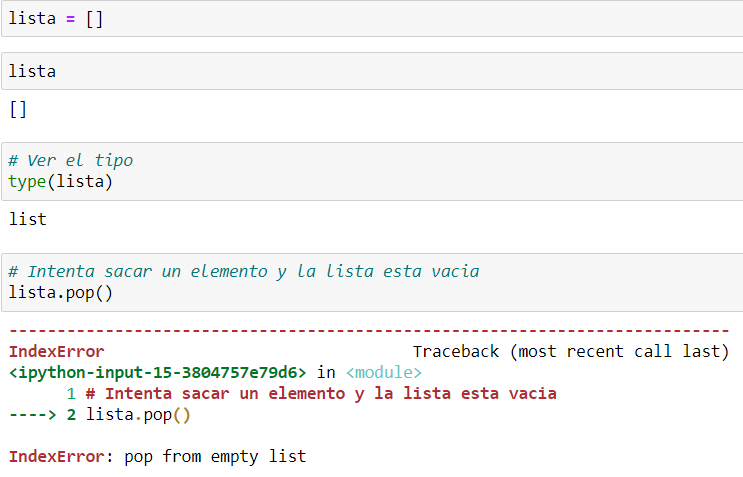 lista = []
lista
[]
# Ver el tipo
type(lista)
list
# Intenta sacar un elemento y la lista esta vacia
lista.pop()
---------------------------------------------------------------------------
IndexError                                Traceback (most recent call last)
<ipython-input-15-3804757e79d6> in <module>
      1 # Intenta sacar un elemento y la lista esta vacia
----> 2 lista.pop()
IndexError: pop from empty list